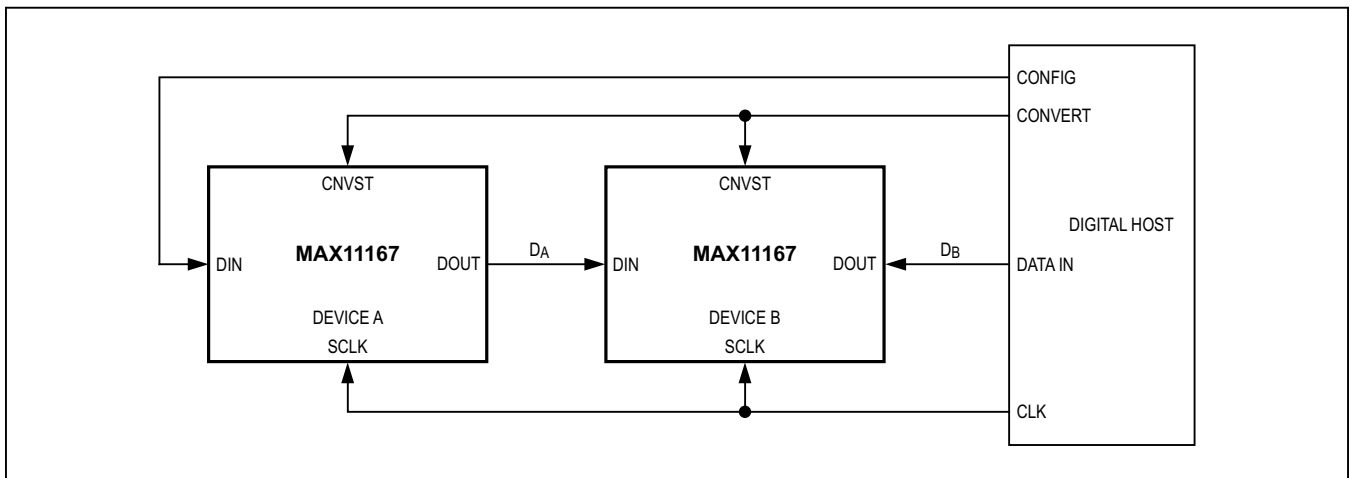 CONFIG
CONVERT
CNVST
CNVST
DIGITAL HOST
MAX11167
MAX11167
DIN
DOUT
DA
DIN
DOUT
DB
DATA IN
DEVICE A
DEVICE B
SCLK
SCLK
CLK